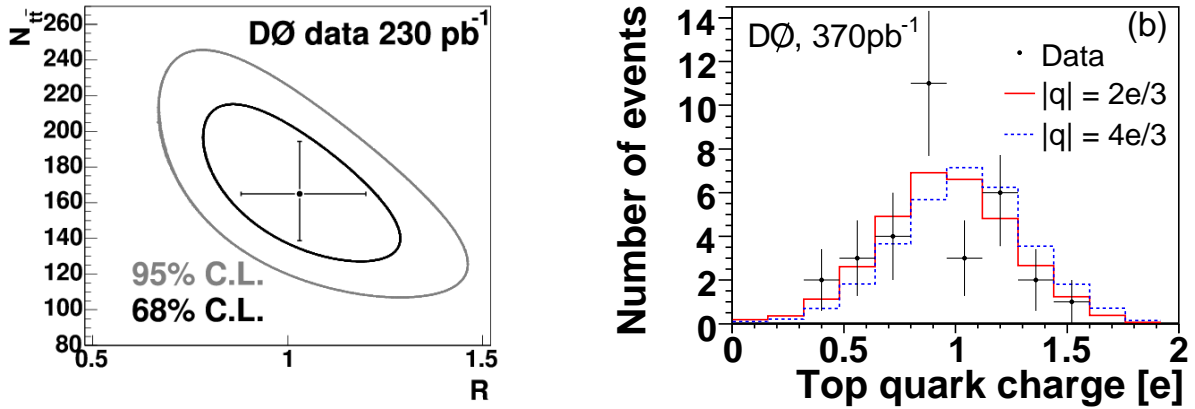 N_tt̄
260
240
220
200
180
160
140
120
100
80
DØ data 230 pb⁻¹
95% C.L.
68% C.L.
0.5
1
1.5
R
Number of events
14
12
10
8
6
4
2
0
DØ, 370pb⁻¹
(b)
Data
|q| = 2e/3
|q| = 4e/3
0
0.5
1
1.5
2
Top quark charge [e]